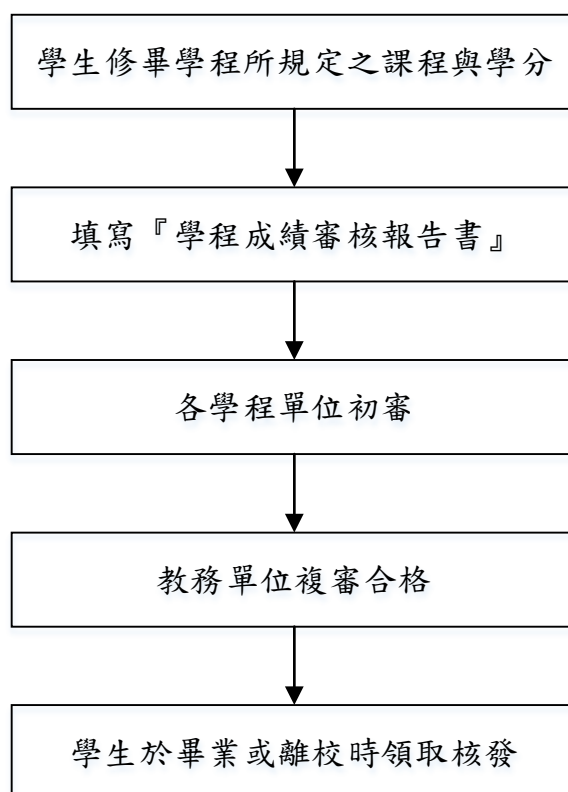 學生修畢學程所規定之課程與學分
填寫『學程成績審核報告書』
各學程單位初審
教務單位複審合格
學生於畢業或離校時領取核發